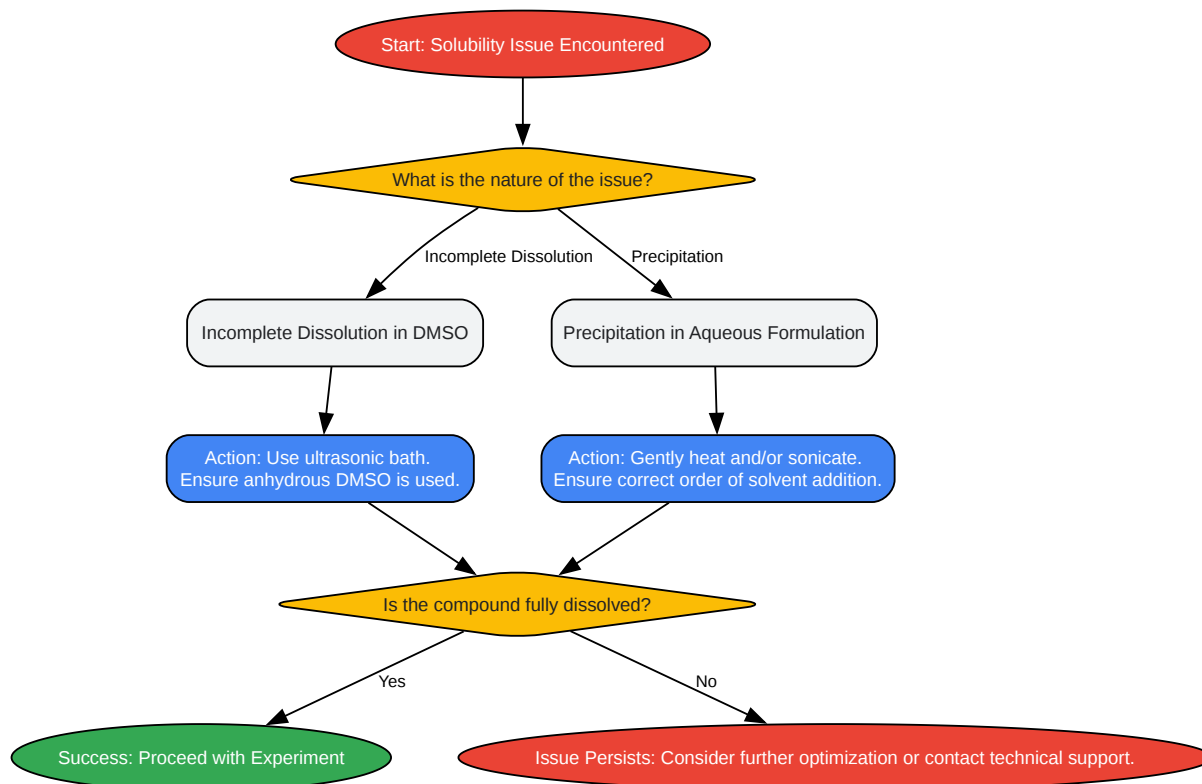 Start: Solubility Issue Encountered
What is the nature of the issue?
Incomplete Dissolution
Precipitation
Incomplete Dissolution in DMSO
Precipitation in Aqueous Formulation
Action: Use ultrasonic bath.
Ensure anhydrous DMSO is used.
Action: Gently heat and/or sonicate.
Ensure correct order of solvent addition.
Is the compound fully dissolved?
Yes
No
Success: Proceed with Experiment
Issue Persists: Consider further optimization or contact technical support.